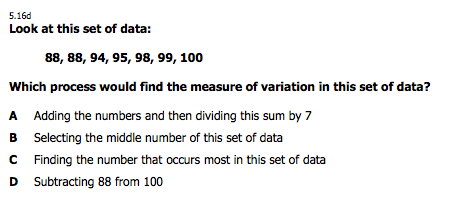 5.16d
Look at this set of data:
88, 88, 94, 95, 98, 99, 100
Which process would find the measure of variation in this set of data?
A Adding the numbers and then dividing this sum by 7
B Selecting the middle number of this set of data
C Finding the number that occurs most in this set of data
D Subtracting 88 from 100